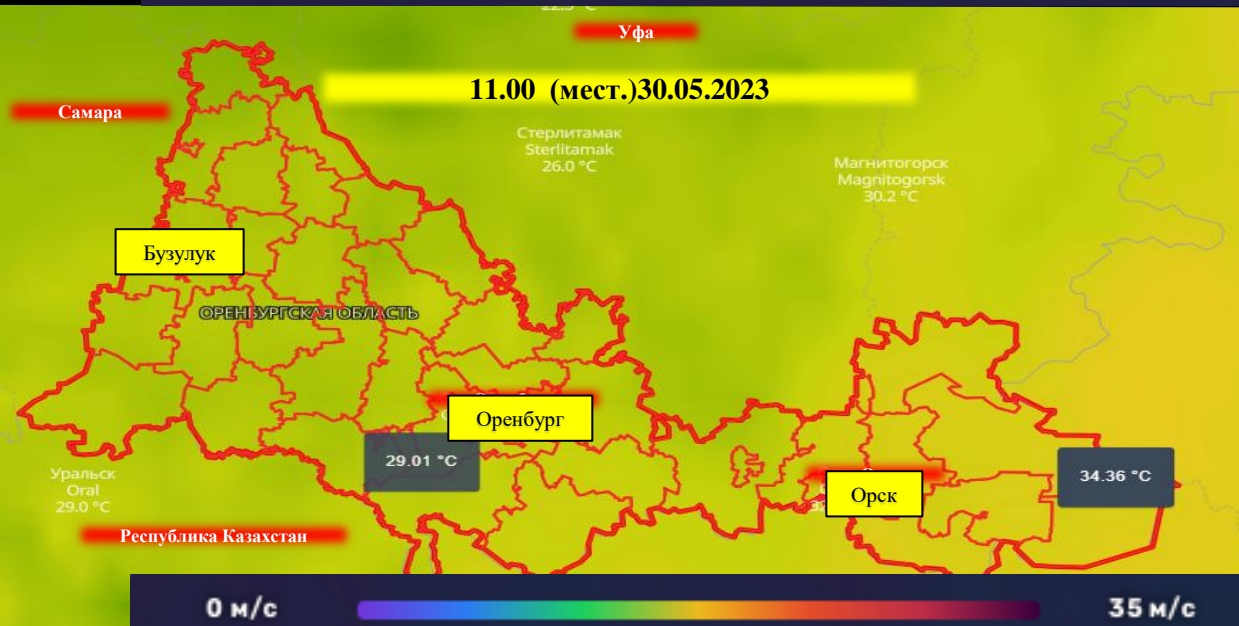 Уфа
11.00 (мест.)30.05.2023
Самара
Стерлитамак
Sterlitamak
26.0 °C
Магнитогорск
Magnitogorsk
30.2 °C
Бузулук
ОРЕНБУРГСКАЯ ОБЛАСТЬ
Оренбург
29.01 °C
Уральск
Oral
29.0 °C
34.36 °C
Орск
Республика Казахстан
0 м/с
35 м/с